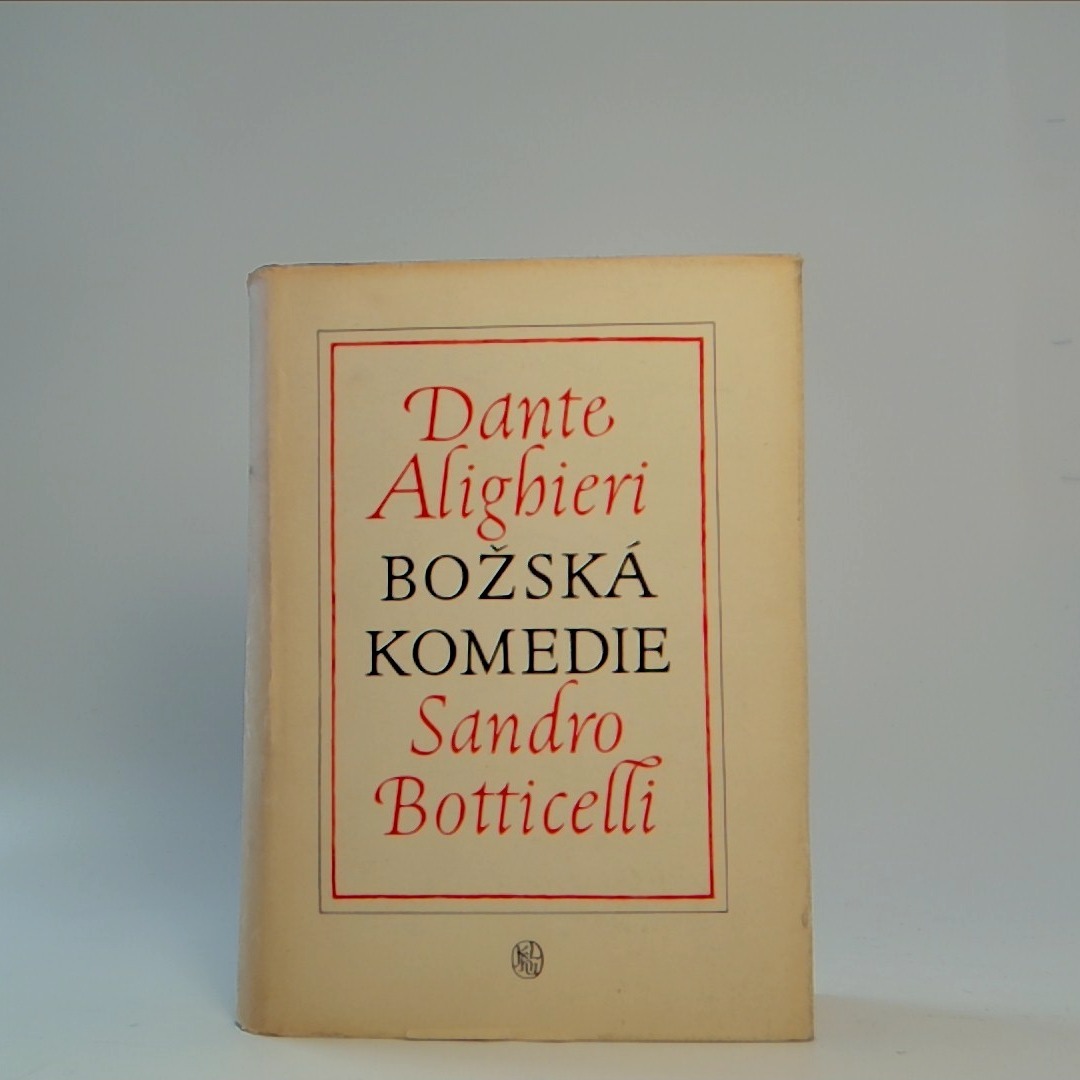 Dante
Alighieri
BOŽSKÁ
KOMEDIE
Sandro
Botticelli